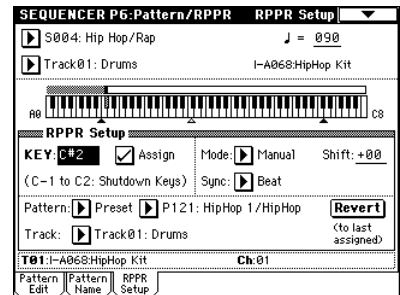 SEQUENCER P6:Pattern/RPPR RPPR Setup
S004: Hip Hop/Rap ♩ = 090
Track01: Drums I-A068:HipHop Kit
A0 C8
RPPR Setup
KEY: C#2 Assign Mode: Manual Shift: +00
(C-1 to C2: Shutdown Keys) Sync: Beat
Pattern: Preset P121: HipHop 1/HipHop Revert
Track: Track01: Drums (to last assigned)
T01:I-A068:HipHop Kit Ch:01
Pattern Edit Pattern Name RPPR Setup